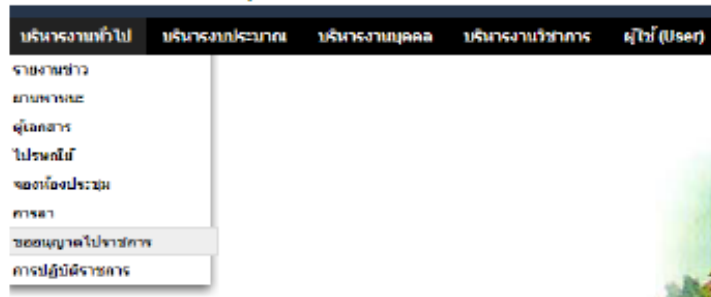 บริหารงานทั่วไป บริหารงบประมาณ บริหารงานบุคคล บริหารงานวิชาการ ผู้ใช้ (User)
รายงานข่าว
ยานพาหนะ
ตู้เอกสาร
ไปรษณีย์
จองห้องประชุม
การลา
ขออนุญาตไปราชการ
การปฏิบัติราชการ